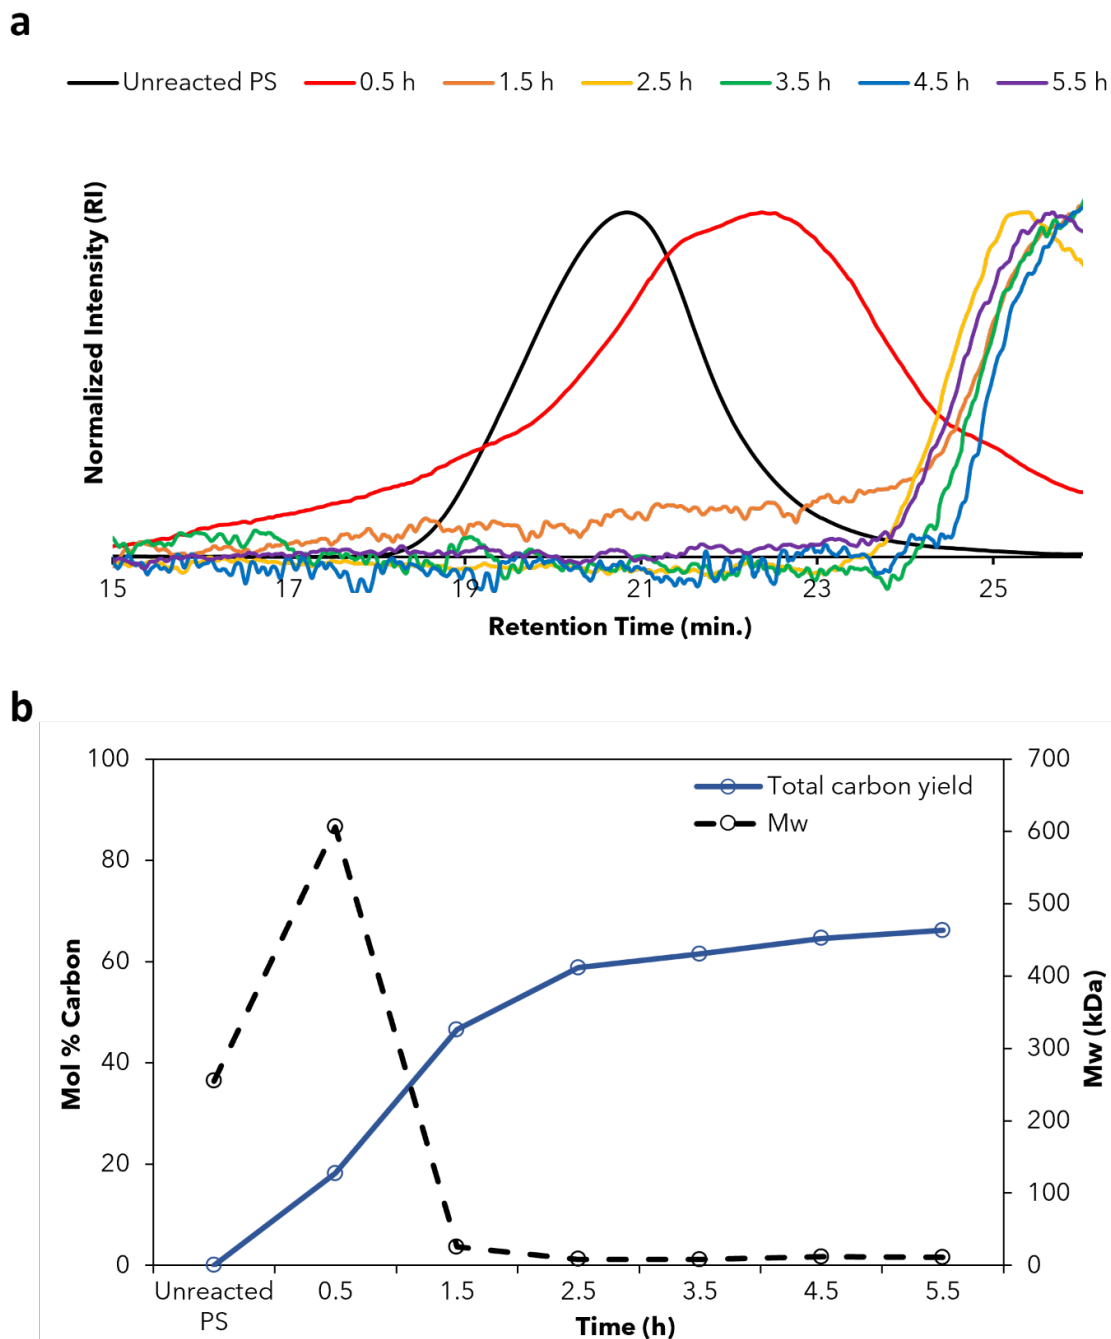 a
Unreacted PS 0.5 h 1.5 h 2.5 h 3.5 h 4.5 h 5.5 h
Normalized Intensity (RI)
15 17 19 21 23 25
Retention Time (min.)
b
100 700
Total carbon yield
Mw
600
80
500
60
400
Mol % Carbon
Mw (kDa)
300
40
200
20
100
0 0
Unreacted PS 0.5 1.5 2.5 3.5 4.5 5.5
Time (h)